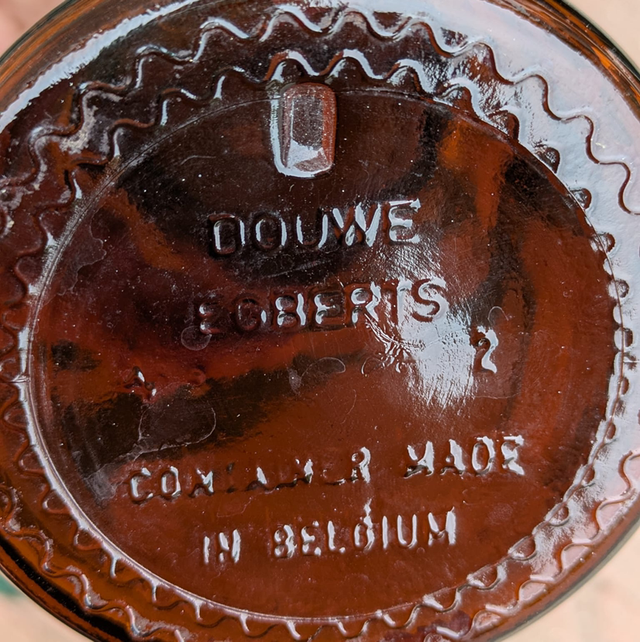 DOUWE
EGBERTS
2
CONTAINER MADE
IN BELGIUM